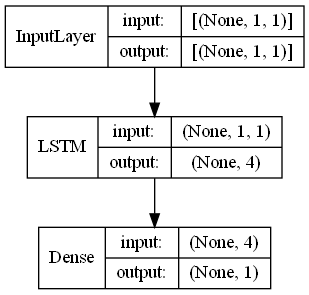 InputLayer
input: [(None, 1, 1)]
output: [(None, 1, 1)]
LSTM
input: (None, 1, 1)
output: (None, 4)
Dense
input: (None, 4)
output: (None, 1)